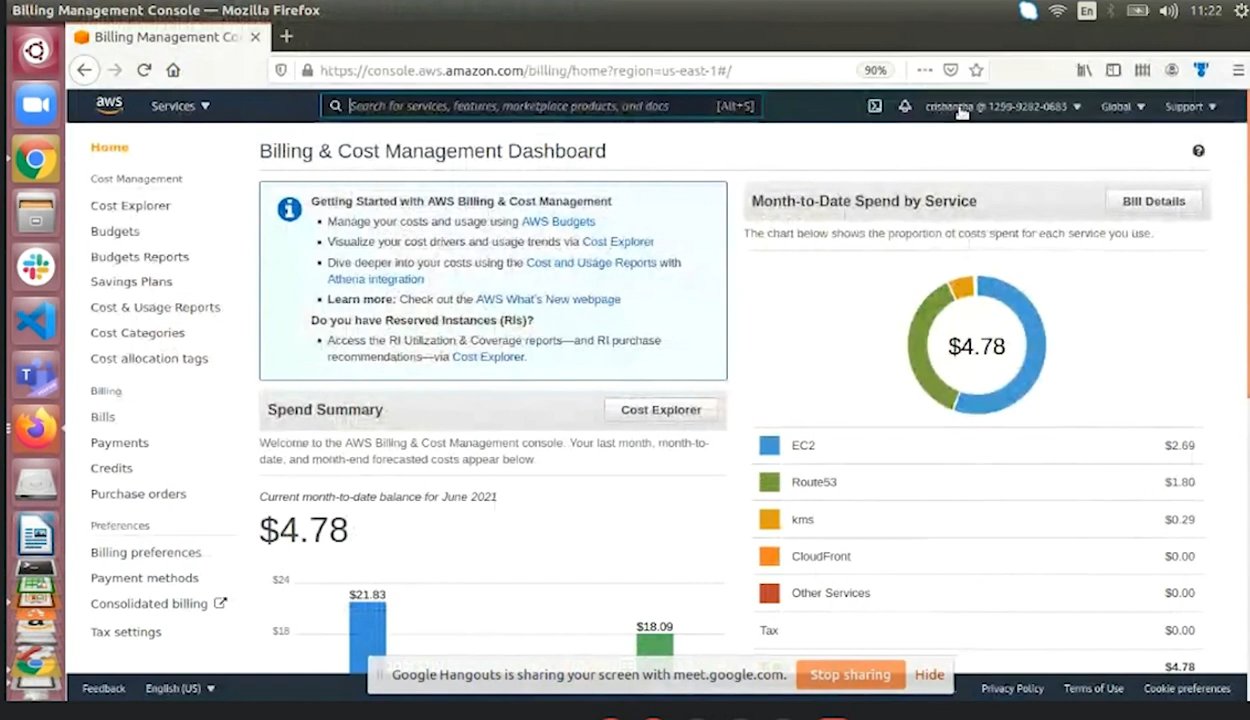 Billing Management Console — Mozilla Firefox
En
11:22
Billing Management Co
https://console.aws.amazon.com/billing/home?region=us-east-1#/
90%
aws
Services
Search for services, features, marketplace products, and docs
[Alt+S]
@ 1299-9282-0683
Global
Support
Home
Cost Management
Cost Explorer
Budgets
Budgets Reports
Savings Plans
Cost & Usage Reports
Cost Categories
Cost allocation tags
Billing
Bills
Payments
Credits
Purchase orders
Preferences
Billing preferences
Payment methods
Consolidated billing
Tax settings
Billing & Cost Management Dashboard
Getting Started with AWS Billing & Cost Management
• Manage your costs and usage using AWS Budgets
• Visualize your cost drivers and usage trends via Cost Explorer
• Dive deeper into your costs using the Cost and Usage Reports with
Athena integration
• Learn more: Check out the AWS What's New webpage
Do you have Reserved Instances (RIs)?
• Access the RI Utilization & Coverage reports—and RI purchase
recommendations—via Cost Explorer.
Spend Summary
Cost Explorer
Welcome to the AWS Billing & Cost Management console. Your last month, month-to-
date, and month-end forecasted costs appear below.
Current month-to-date balance for June 2021
$4.78
$24
$21.83
$18
$18.09
Month-to-Date Spend by Service
Bill Details
The chart below shows the proportion of costs spent for each service you use.
$4.78
EC2 $2.69
Route53 $1.80
kms $0.29
CloudFront $0.00
Other Services $0.00
Tax $0.00
$4.78
Google Hangouts is sharing your screen with meet.google.com.
Stop sharing
Hide
Feedback
English (US)
Privacy Policy
Terms of Use
Cookie preferences